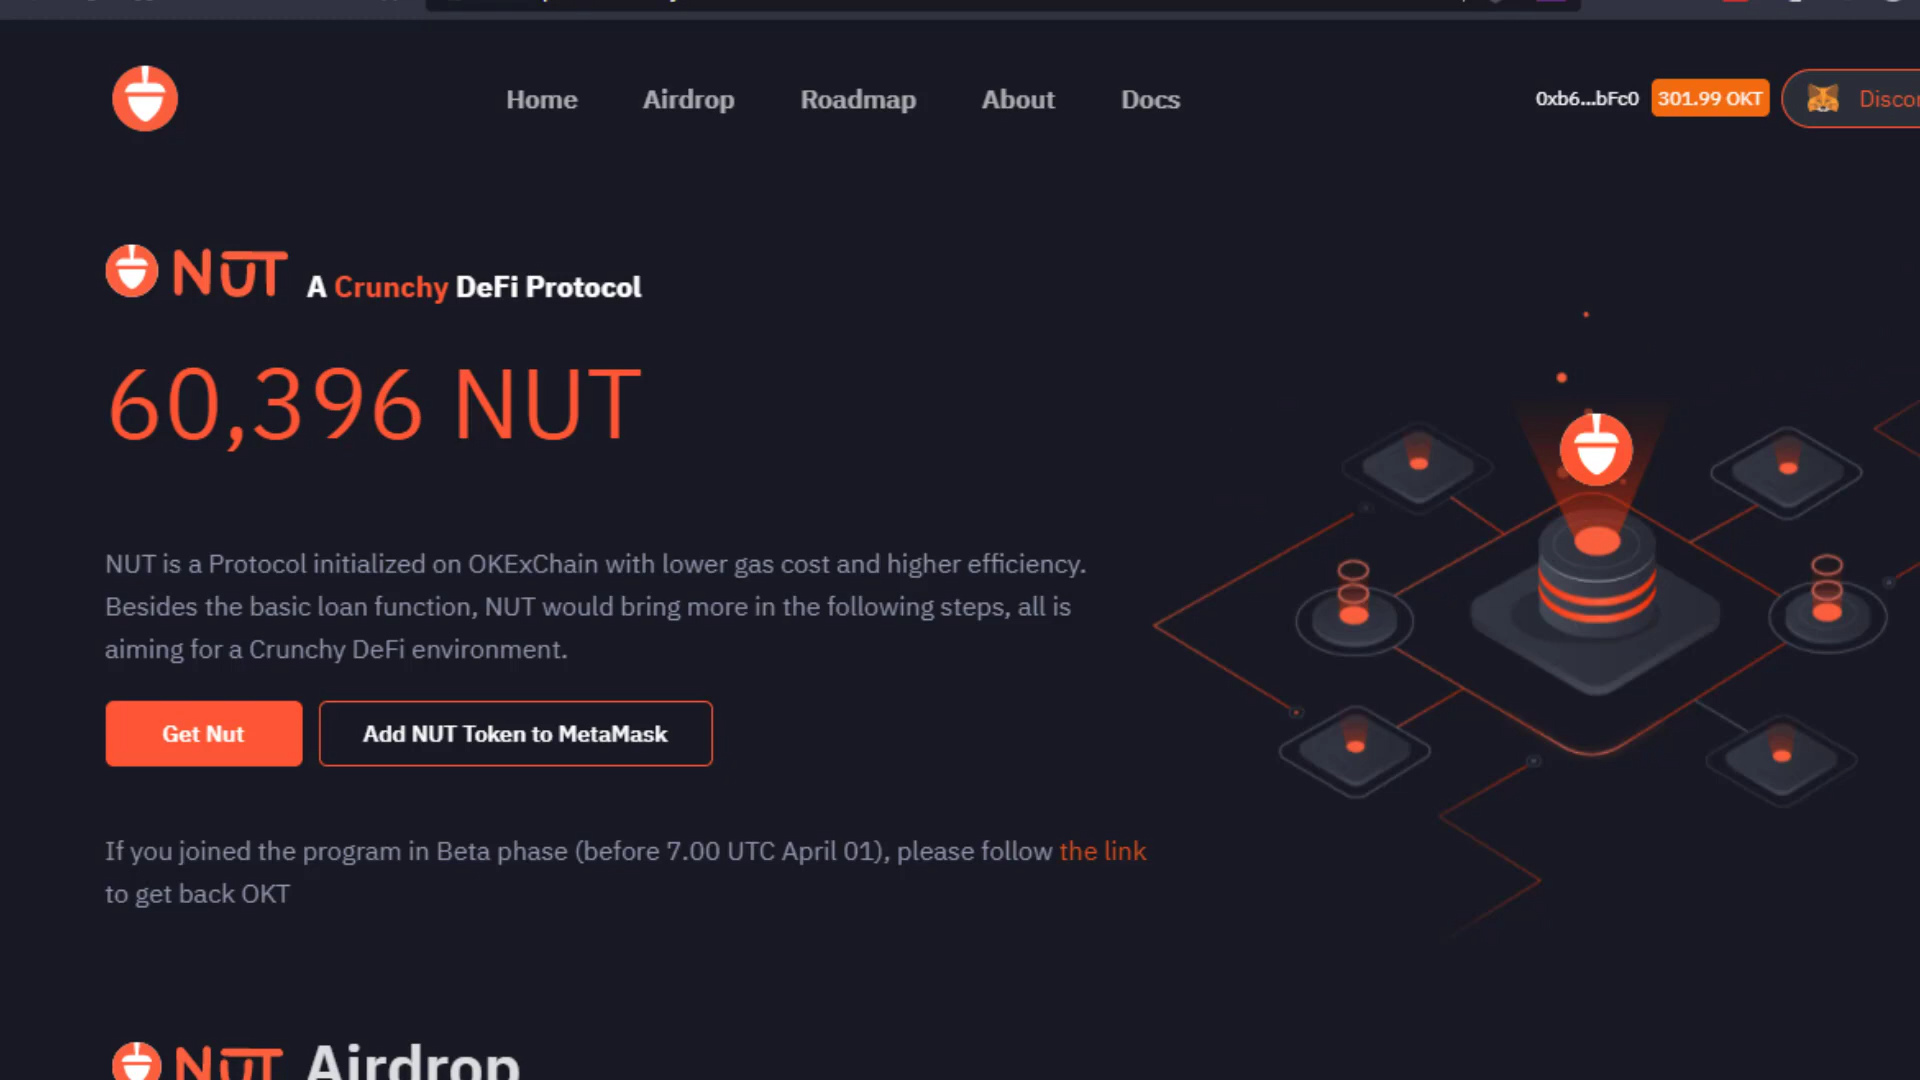 Home Airdrop Roadmap About Docs
0xb6...bFc0 301.99 OKT
NUT A Crunchy DeFi Protocol
60,396 NUT
NUT is a Protocol initialized on OKExChain with lower gas cost and higher efficiency.
Besides the basic loan function, NUT would bring more in the following steps, all is
aiming for a Crunchy DeFi environment.
Get Nut Add NUT Token to MetaMask
If you joined the program in Beta phase (before 7.00 UTC April 01), please follow the link
to get back OKT
NUT Airdrop